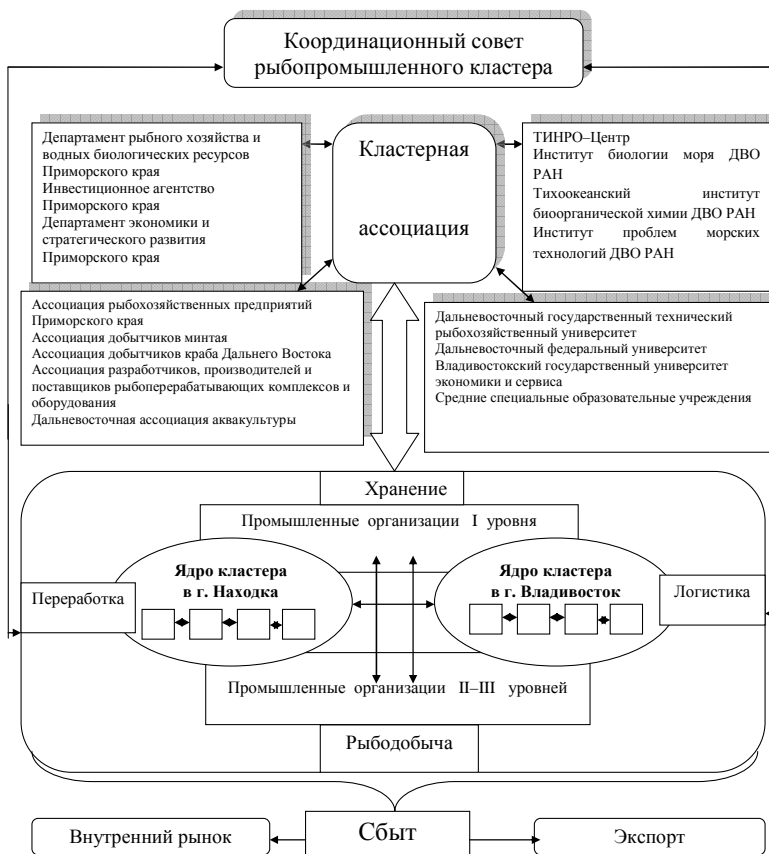 Координационный совет
рыбопромышленного кластера
Департамент рыбного хозяйства и
водных биологических ресурсов
Приморского края
Инвестиционное агентство
Приморского края
Департамент экономики и
стратегического развития
Приморского края
Кластерная
ассоциация
ТИНРО–Центр
Институт биологии моря ДВО
РАН
Тихоокеанский институт
биоорганической химии ДВО РАН
Институт проблем морских
технологий ДВО РАН
Ассоциация рыбохозяйственных предприятий
Приморского края
Ассоциация добытчиков минтая
Ассоциация добытчиков краба Дальнего Востока
Ассоциация разработчиков, производителей и
поставщиков рыбоперерабатывающих комплексов и
оборудования
Дальневосточная ассоциация аквакультуры
Дальневосточный государственный технический
рыбохозяйственный университет
Дальневосточный федеральный университет
Владивостокский государственный университет
экономики и сервиса
Средние специальные образовательные учреждения
Хранение
Промышленные организации I уровня
Ядро кластера
в г. Находка
Ядро кластера
в г. Владивосток
Переработка
Логистика
Промышленные организации II–III уровней
Рыбодобыча
Внутренний рынок
Сбыт
Экспорт